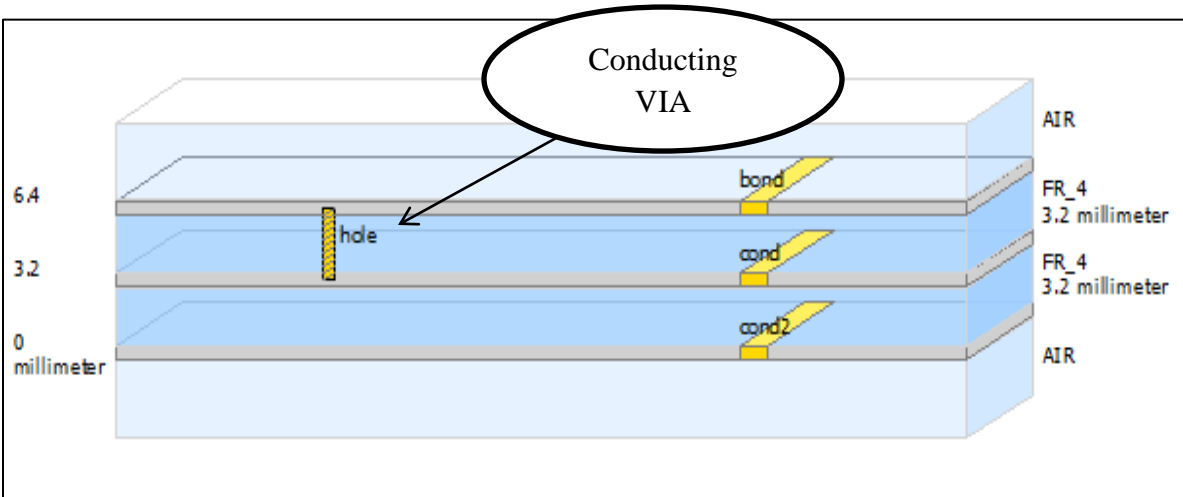 Conducting
VIA
AIR
bond
6.4
FR_4
3.2 millimeter
hole
cond
3.2
FR_4
3.2 millimeter
cond2
0
millimeter
AIR